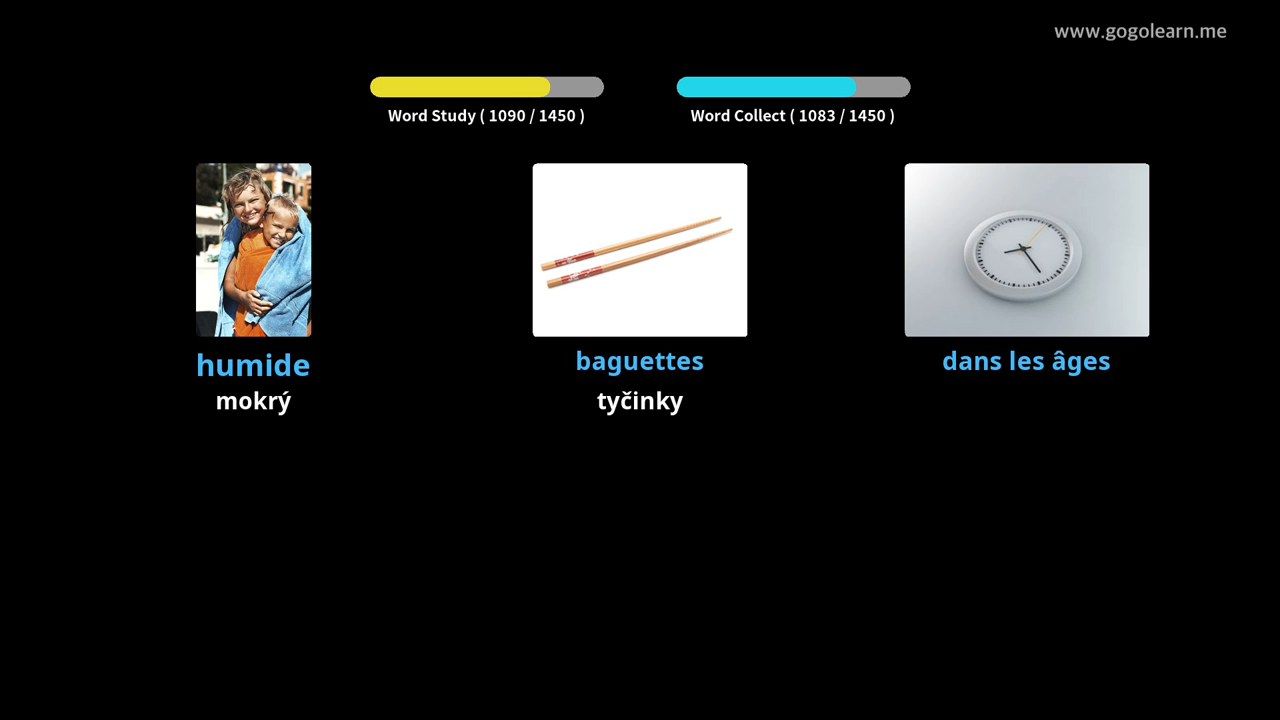 www.gogolearn.me
Word Study ( 1090 / 1450 )
Word Collect ( 1083 / 1450 )
humide
mokrý
baguettes
tyčinky
dans les âges